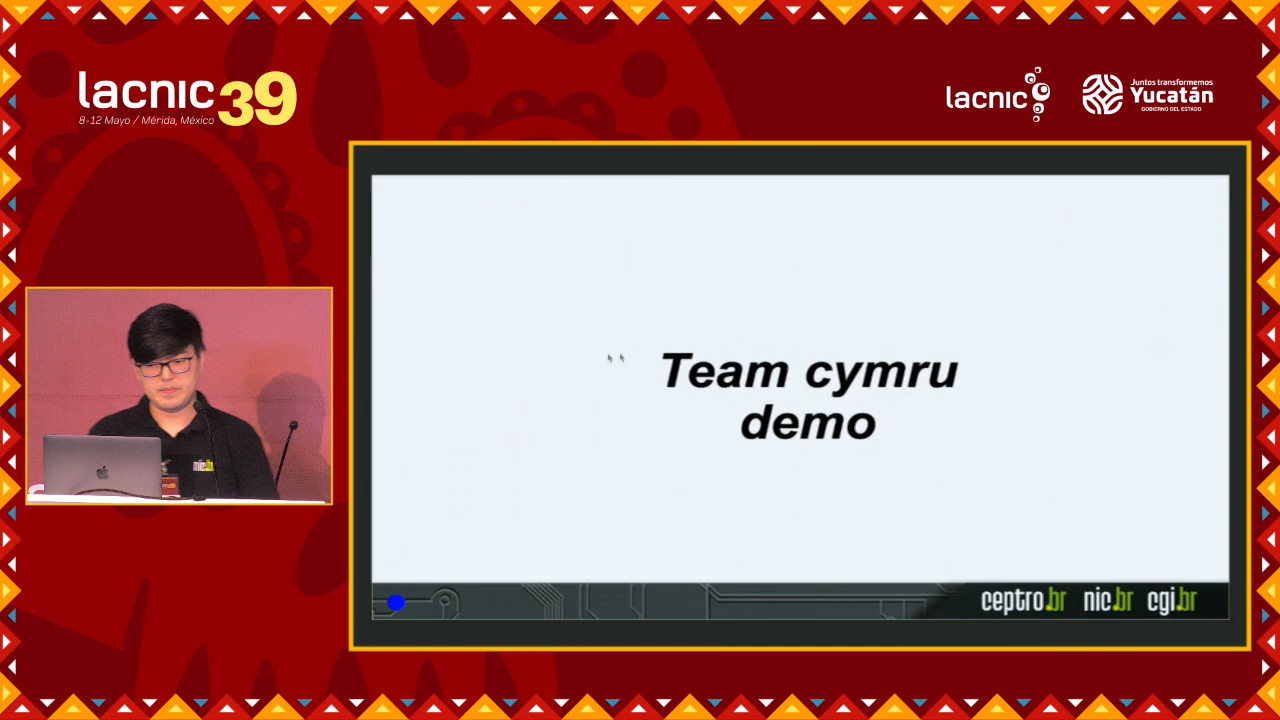 lacnic39
8-12 Mayo / Mérida, México
lacnic
Juntos transformemos
Yucatán
GOBIERNO DEL ESTADO
Team cymru
demo
ceptro.br nic.br cgi.br